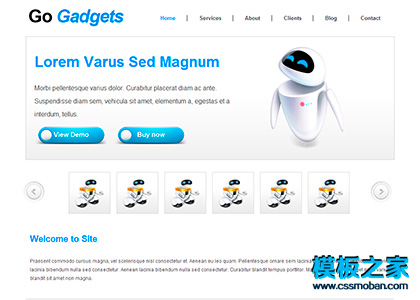 Go Gadgets
Home | Services | About | Clients | Blog | Contact
Lorem Varus Sed Magnum
Morbi pellentesque varius dolor. Curabitur placerat diam ac ante.
Suspendisse diam sem, vehicula sit amet, elementum a, egestas et a
interdum, tellus.
View Demo
Buy now
Welcome to Site
Praesent commodo cursus magna, vel scelerisque nisl consectetur et. Aenean eu leo quam. Pellentesque ornare sem
lacinia bibendum nulla sed consectetur. Aenean lacinia bibendum nulla sed consectetur. Curabitur blandit tempus porttitor.
blandit sit amet non magna.
模板之家
www.cssmoban.com